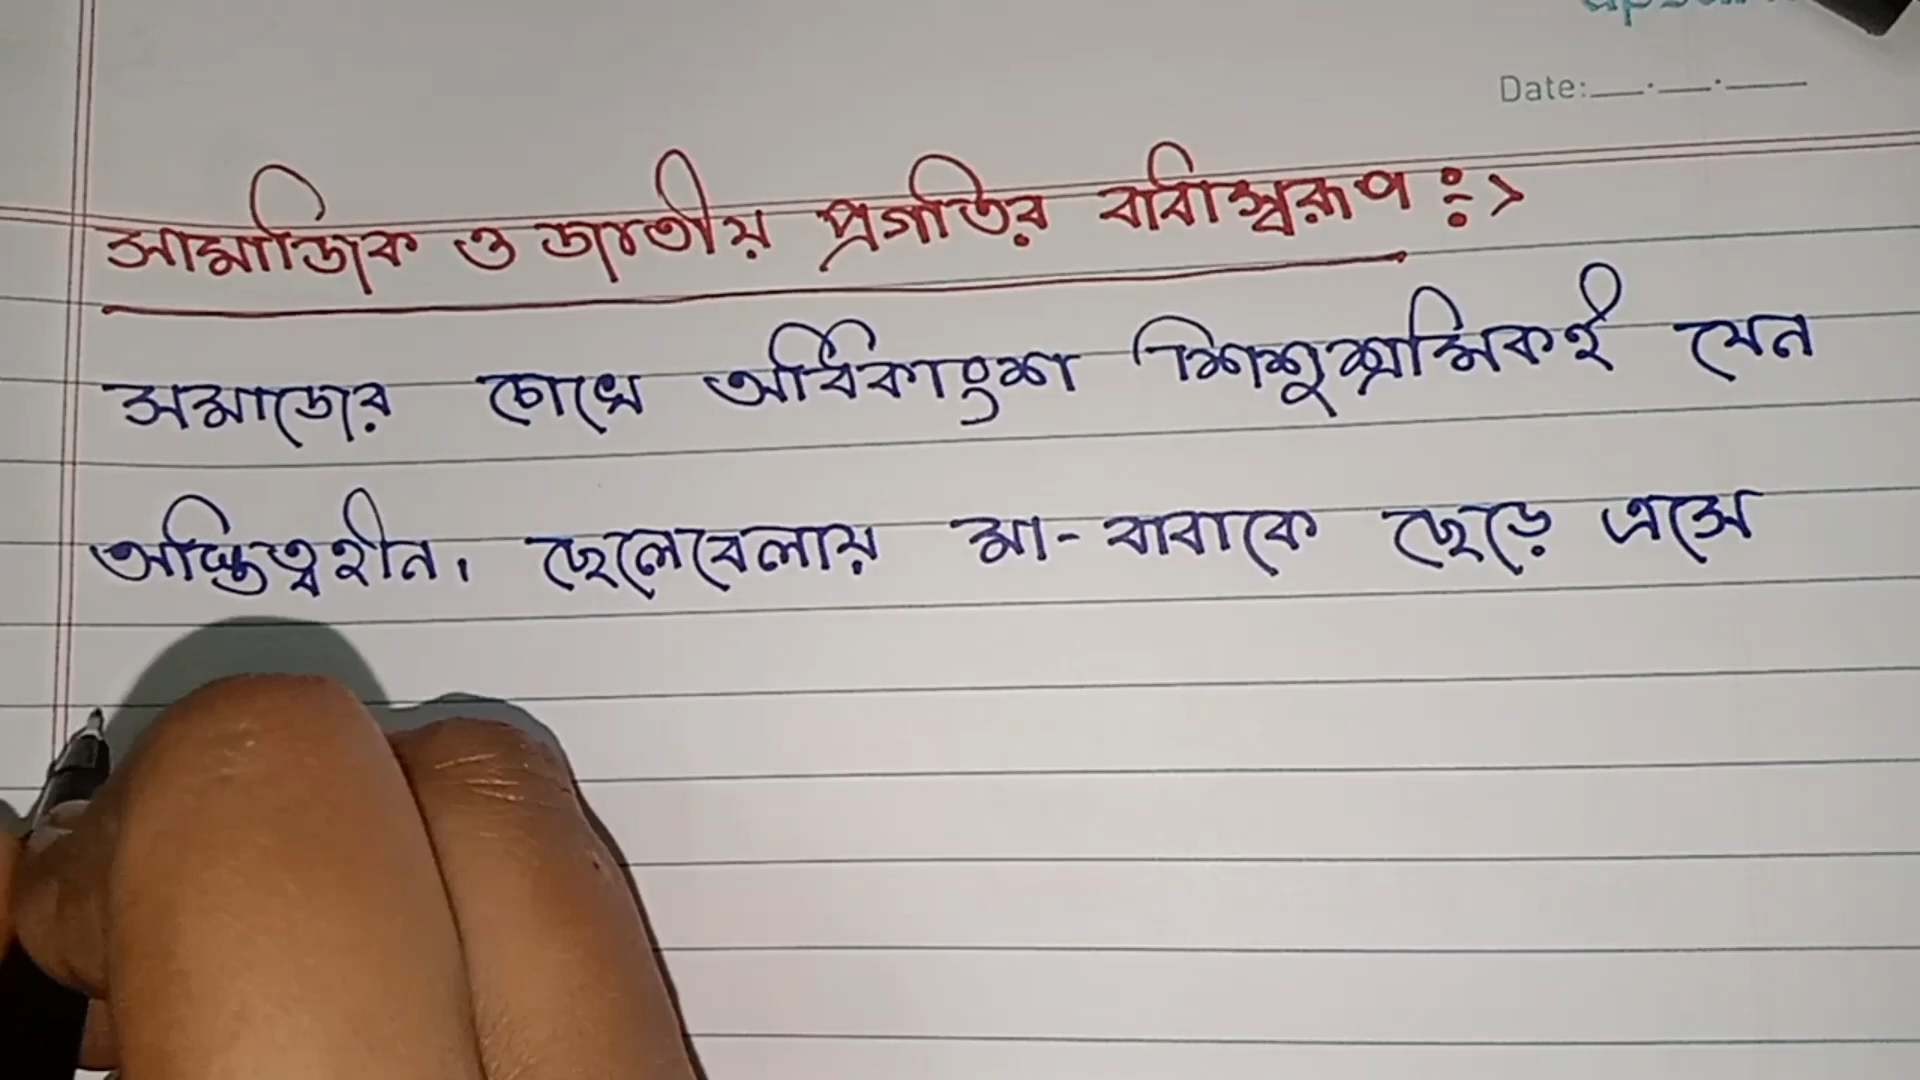 Date:
সামাজিক ও জাতীয় প্রগতির বাধাস্বরূপ :->
সমাজের চোখে অধিকাংশ শিশুশ্রমিকই যেন
অস্তিত্বহীন। ছেলেবেলায় মা-বাবাকে ছেড়ে এসে